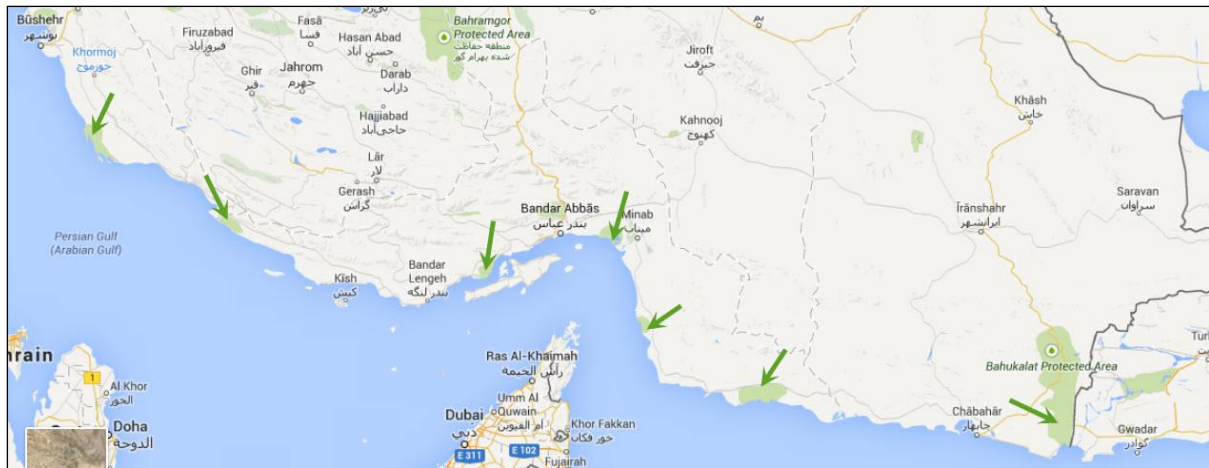 Būshehr
بوشهر
Khormoj
خورموج
Firuzabad
فیروزآباد
Fasā
فسا
Hasan Abad
حسن آباد
Bahramgor
Protected Area
منطقه حفاظت
شده بهرام گور
بم
Jiroft
جیرفت
Ghir
قیر
Jahrom
جهرم
Darab
داراب
Khāsh
خاش
Hajjiabad
حاجی‌آباد
Kahnooj
کهنوج
Lār
لار
Gerash
گراش
Saravan
سراوان
Bandar Abbās
بندر عباس
Minab
میناب
Īrānshahr
ایرانشهر
Persian Gulf
(Arabian Gulf)
Bandar
Lengeh
بندر لنگه
Kīsh
کیش
hrain
Ras Al-Khaimah
رأس الخيمة
Bahukalat Protected Area
Al Khor
الخور
1
Umm Al
Quwain
أم القيوين
Dubai
دبي
Khor Fakkan
خور فكان
Chābahār
چابهار
Doha
الدوحة
Gwadar
گوادر
E 311
E 102
Fujairah